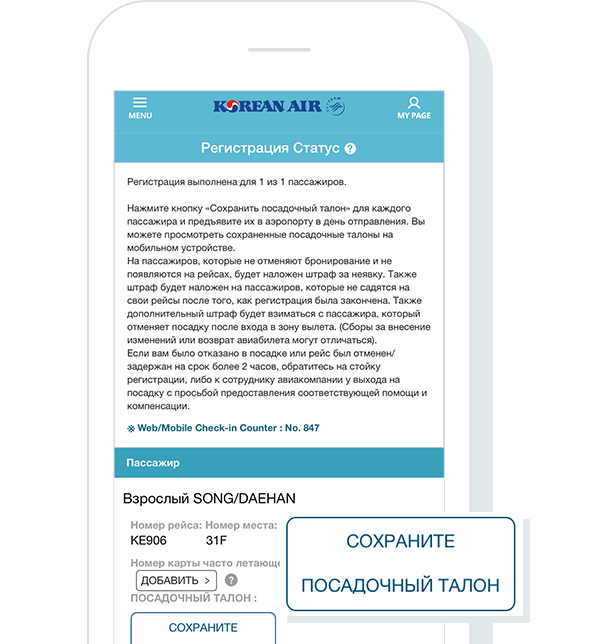 KOREAN AIR
MENU
MY PAGE
Регистрация Статус ?
Регистрация выполнена для 1 из 1 пассажиров.
Нажмите кнопку «Сохранить посадочный талон» для каждого
пассажира и предъявите их в аэропорту в день отправления. Вы
можете просмотреть сохраненные посадочные талоны на
мобильном устройстве.
На пассажиров, которые не отменяют бронирование и не
появляются на рейсах, будет наложен штраф за неявку. Также
штраф будет наложен на пассажиров, которые не садятся на
свои рейсы после того, как регистрация была закончена. Также
дополнительный штраф будет взиматься с пассажира, который
отменяет посадку после входа в зону вылета. (Сборы за внесение
изменений или возврат авиабилета могут отличаться).
Если вам было отказано в посадке или рейс был отменен/
задержан на срок более 2 часов, обратитесь на стойку
регистрации, либо к сотруднику авиакомпании у выхода на
посадку с просьбой предоставления соответствующей помощи и
компенсации.
※ Web/Mobile Check-in Counter : No. 847
Пассажир
Взрослый SONG/DAEHAN
Номер рейса: Номер места:
KE906 31F
Номер карты часто летающе
ДОБАВИТЬ > ?
ПОСАДОЧНЫЙ ТАЛОН :
СОХРАНИТЕ
СОХРАНИТЕ
ПОСАДОЧНЫЙ ТАЛОН